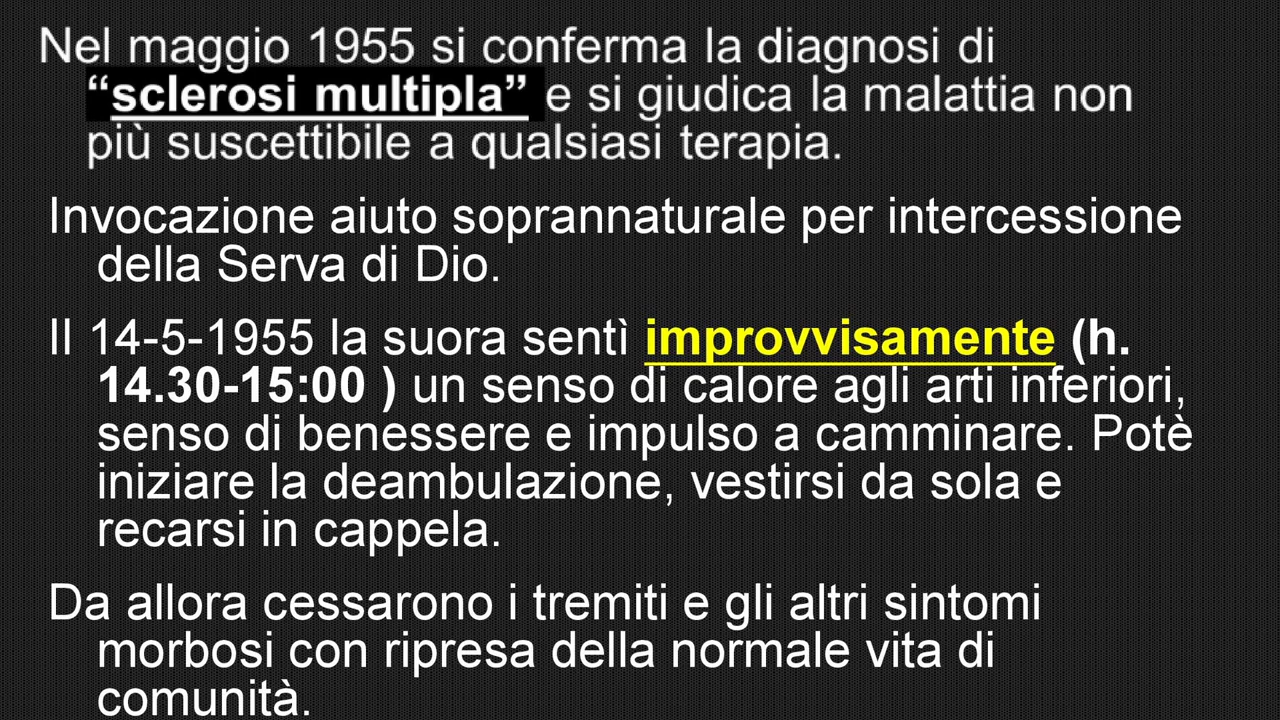 Nel maggio 1955 si conferma la diagnosi di
“sclerosi multipla” e si giudica la malattia non
più suscettibile a qualsiasi terapia.
Invocazione aiuto soprannaturale per intercessione
della Serva di Dio.
Il 14-5-1955 la suora sentì improvvisamente (h.
14.30-15:00 ) un senso di calore agli arti inferiori,
senso di benessere e impulso a camminare. Potè
iniziare la deambulazione, vestirsi da sola e
recarsi in cappela.
Da allora cessarono i tremiti e gli altri sintomi
morbosi con ripresa della normale vita di
comunità.